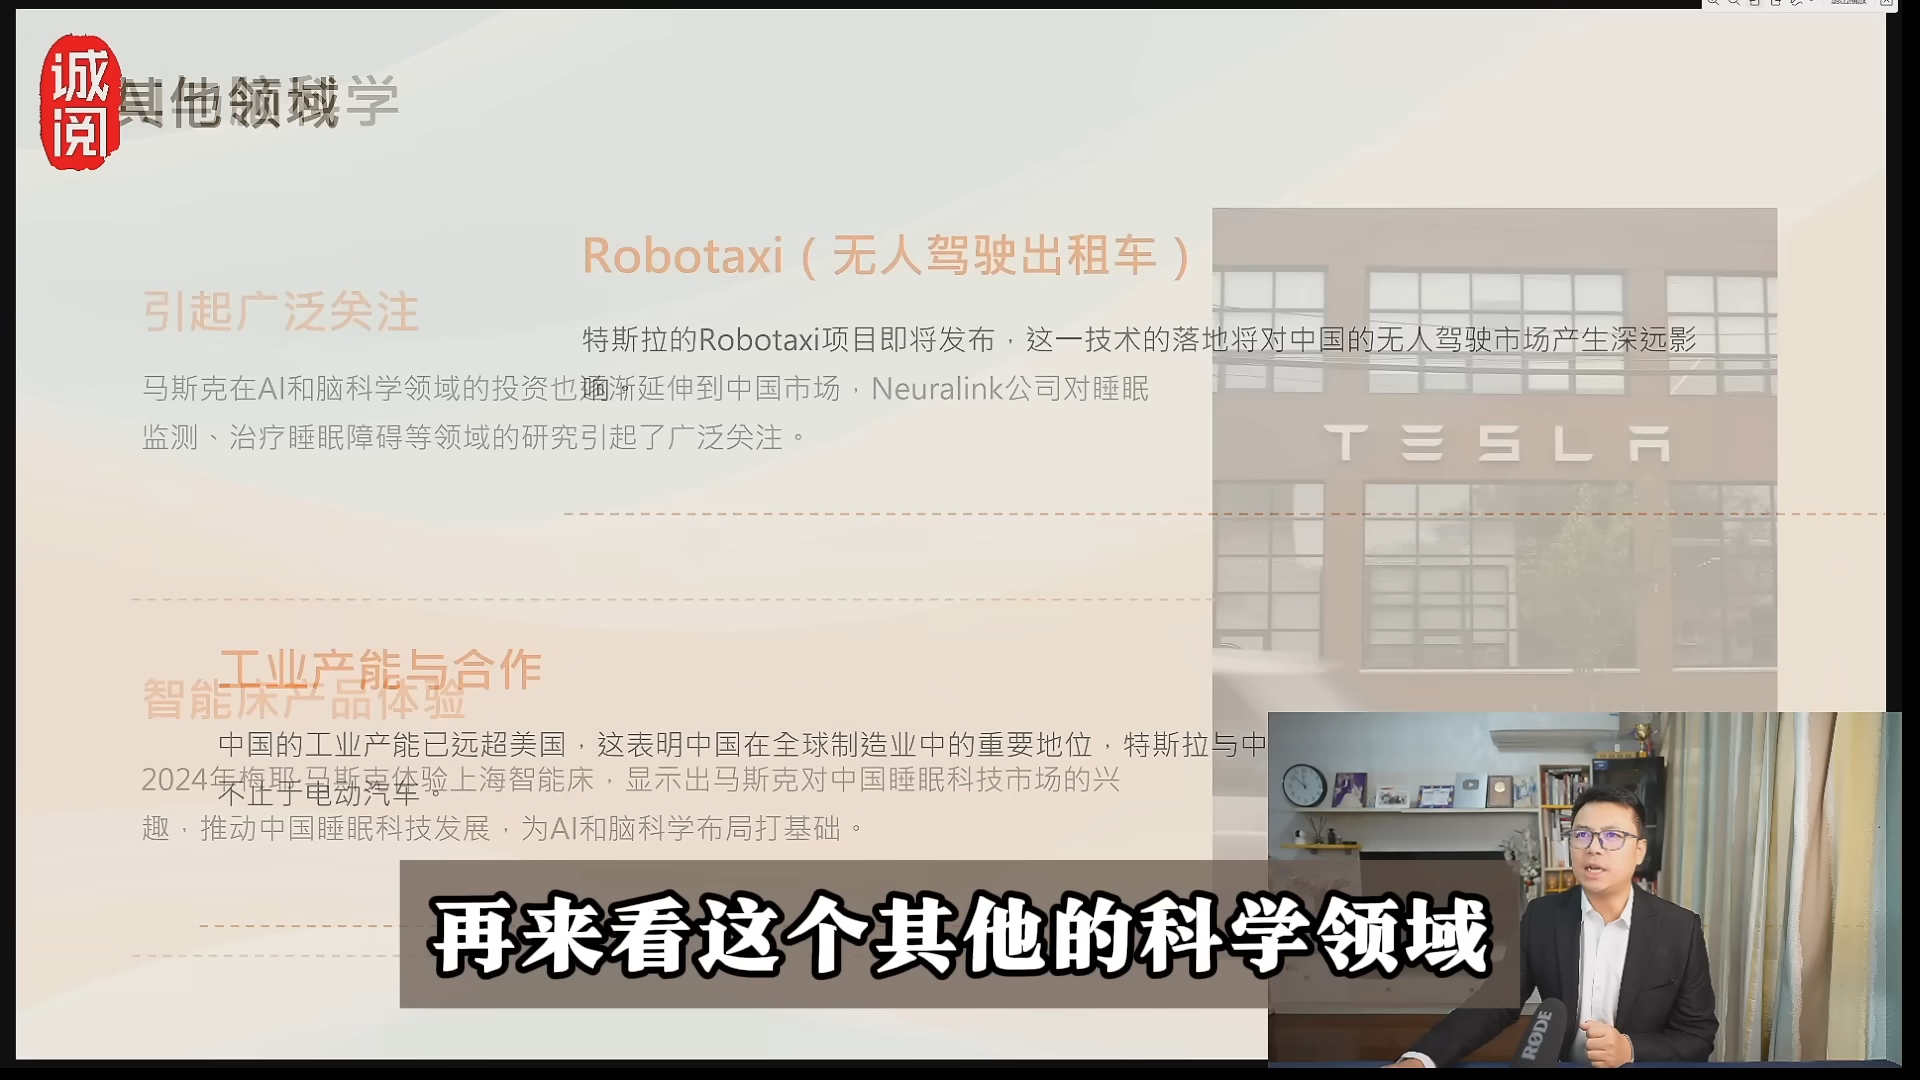 诚阅
其他领域
学
Robotaxi（无人驾驶出租车）
特斯拉的Robotaxi项目即将发布，这一技术的落地将对中国的无人驾驶市场产生深远影
响。
引起广泛关注
马斯克在AI和脑科学领域的投资也逐渐延伸到中国市场，Neuralink公司对睡眠
监测、治疗睡眠障碍等领域的研究引起了广泛关注。
TESLA
工业产能与合作
中国的工业产能已远超美国，这表明中国在全球制造业中的重要地位，特斯拉与中
不止于电动汽车。
智能床产品体验
2024年梅耶·马斯克体验上海智能床，显示出马斯克对中国睡眠科技市场的兴
趣，推动中国睡眠科技发展，为AI和脑科学布局打基础。
再来看这个其他的科学领域
RØDE